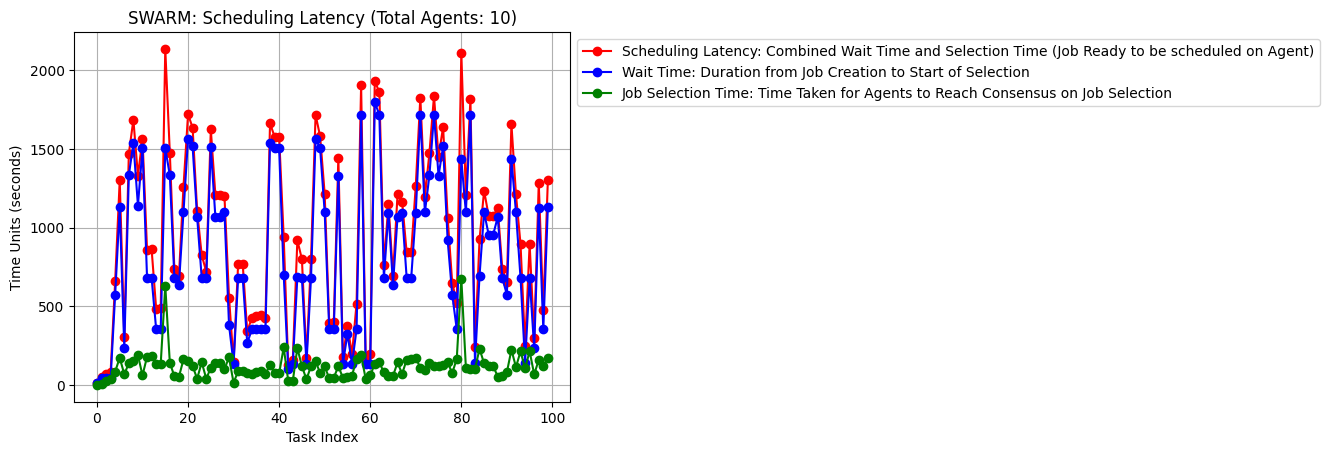 SWARM: Scheduling Latency (Total Agents: 10)
Scheduling Latency: Combined Wait Time and Selection Time (Job Ready to be scheduled on Agent)
Wait Time: Duration from Job Creation to Start of Selection
Job Selection Time: Time Taken for Agents to Reach Consensus on Job Selection
Time Units (seconds)
2000
1500
1000
500
0
0 20 40 60 80 100
Task Index